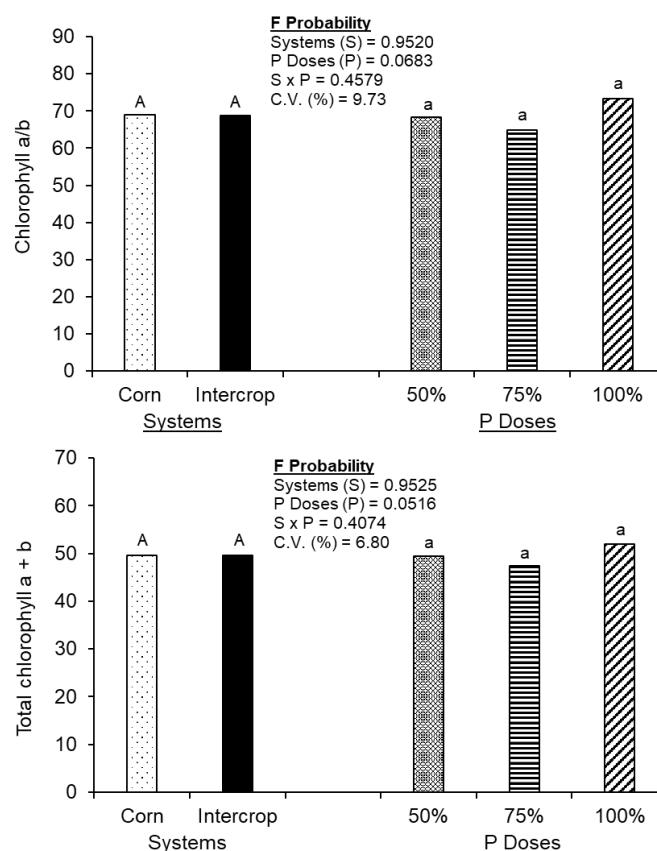 F Probability
Systems (S) = 0.9520
P Doses (P) = 0.0683
S x P = 0.4579
C.V. (%) = 9.73
Chlorophyll a/b
90
80
70
60
50
40
30
20
10
0
A A a a a
Corn Intercrop 50% 75% 100%
Systems P Doses
F Probability
Systems (S) = 0.9525
P Doses (P) = 0.0516
S x P = 0.4074
C.V. (%) = 6.80
Total chlorophyll a + b
70
60
50
40
30
20
10
0
A A a a a
Corn Intercrop 50% 75% 100%
Systems P Doses